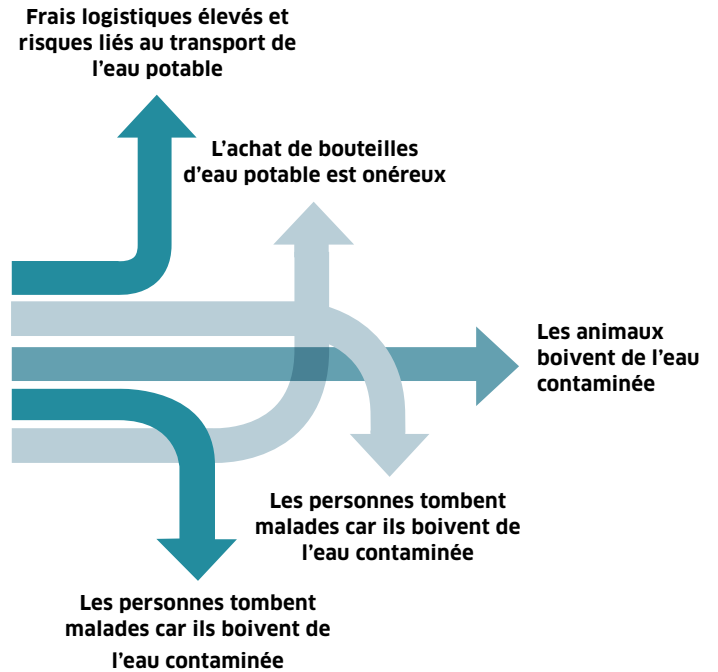 Frais logistiques élevés et
risques liés au transport de
l'eau potable
L'achat de bouteilles
d'eau potable est onéreux
Les animaux
boivent de l'eau
contaminée
Les personnes tombent
malades car ils boivent de
l'eau contaminée
Les personnes tombent
malades car ils boivent de
l'eau contaminée